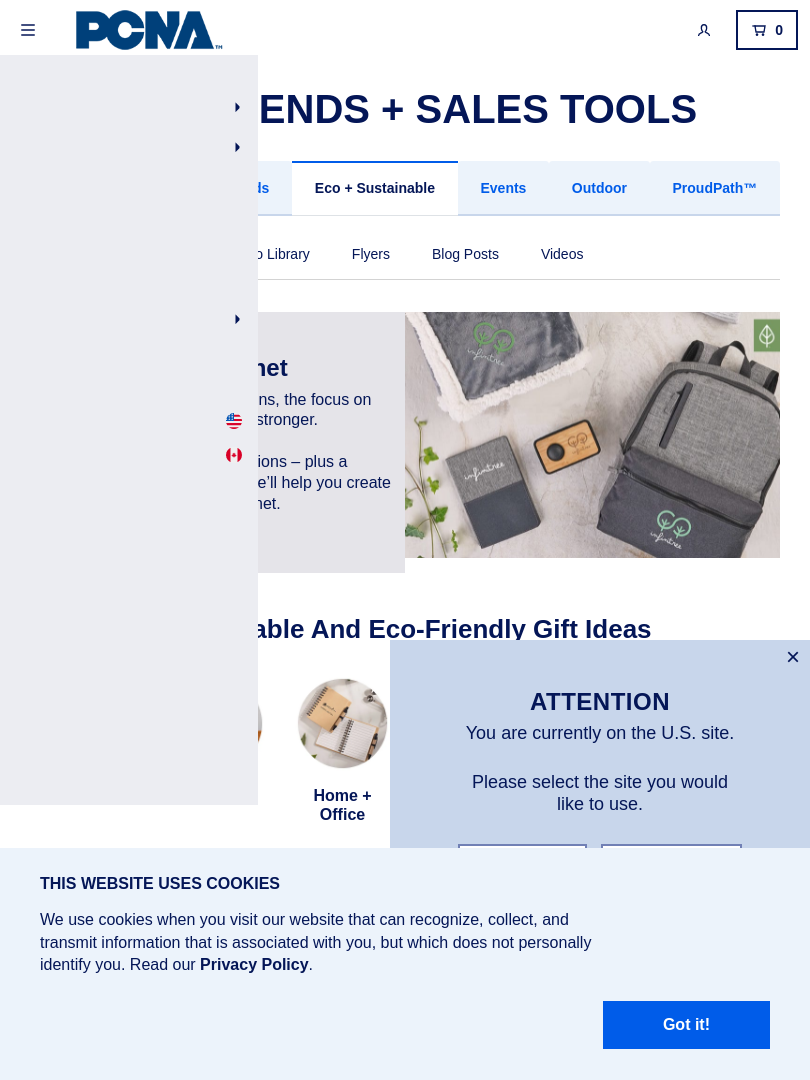 PCNA™
0
ENDS + SALES TOOLS
ds
Eco + Sustainable
Events
Outdoor
ProudPath™
o Library
Flyers
Blog Posts
Videos
net
ns, the focus on
stronger.
ions – plus a
e'll help you create
net.
infinitree
infinitree
infinitree
able And Eco-Friendly Gift Ideas
Home +
Office
ATTENTION
You are currently on the U.S. site.
Please select the site you would
like to use.
THIS WEBSITE USES COOKIES
We use cookies when you visit our website that can recognize, collect, and
transmit information that is associated with you, but which does not personally
identify you. Read our Privacy Policy.
Got it!